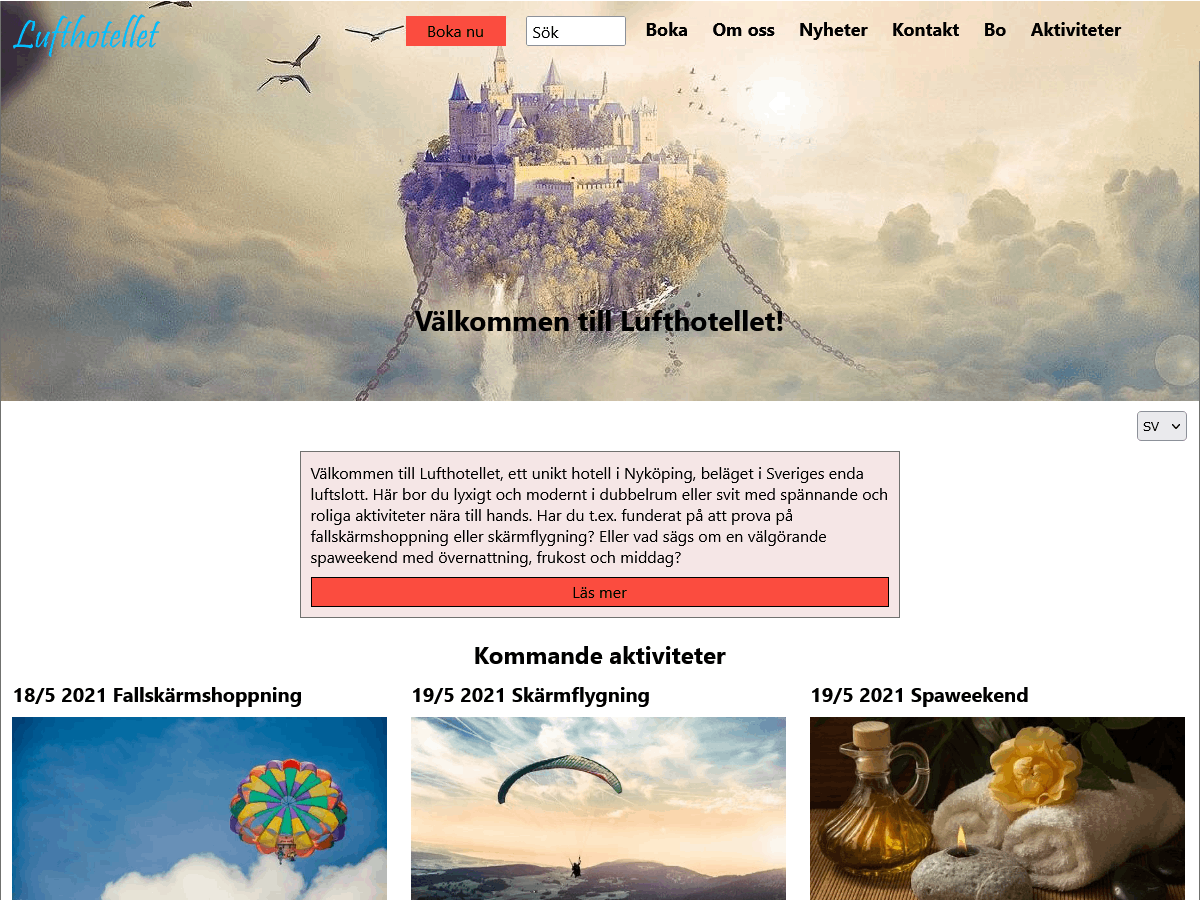 Lufthotellet
Boka nu
Sök
Boka
Om oss
Nyheter
Kontakt
Bo
Aktiviteter
Välkommen till Lufthotellet!
SV
Välkommen till Lufthotellet, ett unikt hotell i Nyköping, beläget i Sveriges enda
luftslott. Här bor du lyxigt och modernt i dubbelrum eller svit med spännande och
roliga aktiviteter nära till hands. Har du t.ex. funderat på att prova på
fallskärmshoppning eller skärmflygning? Eller vad sägs om en välgörande
spaweekend med övernattning, frukost och middag?
Läs mer
Kommande aktiviteter
18/5 2021 Fallskärmshoppning
19/5 2021 Skärmflygning
19/5 2021 Spaweekend